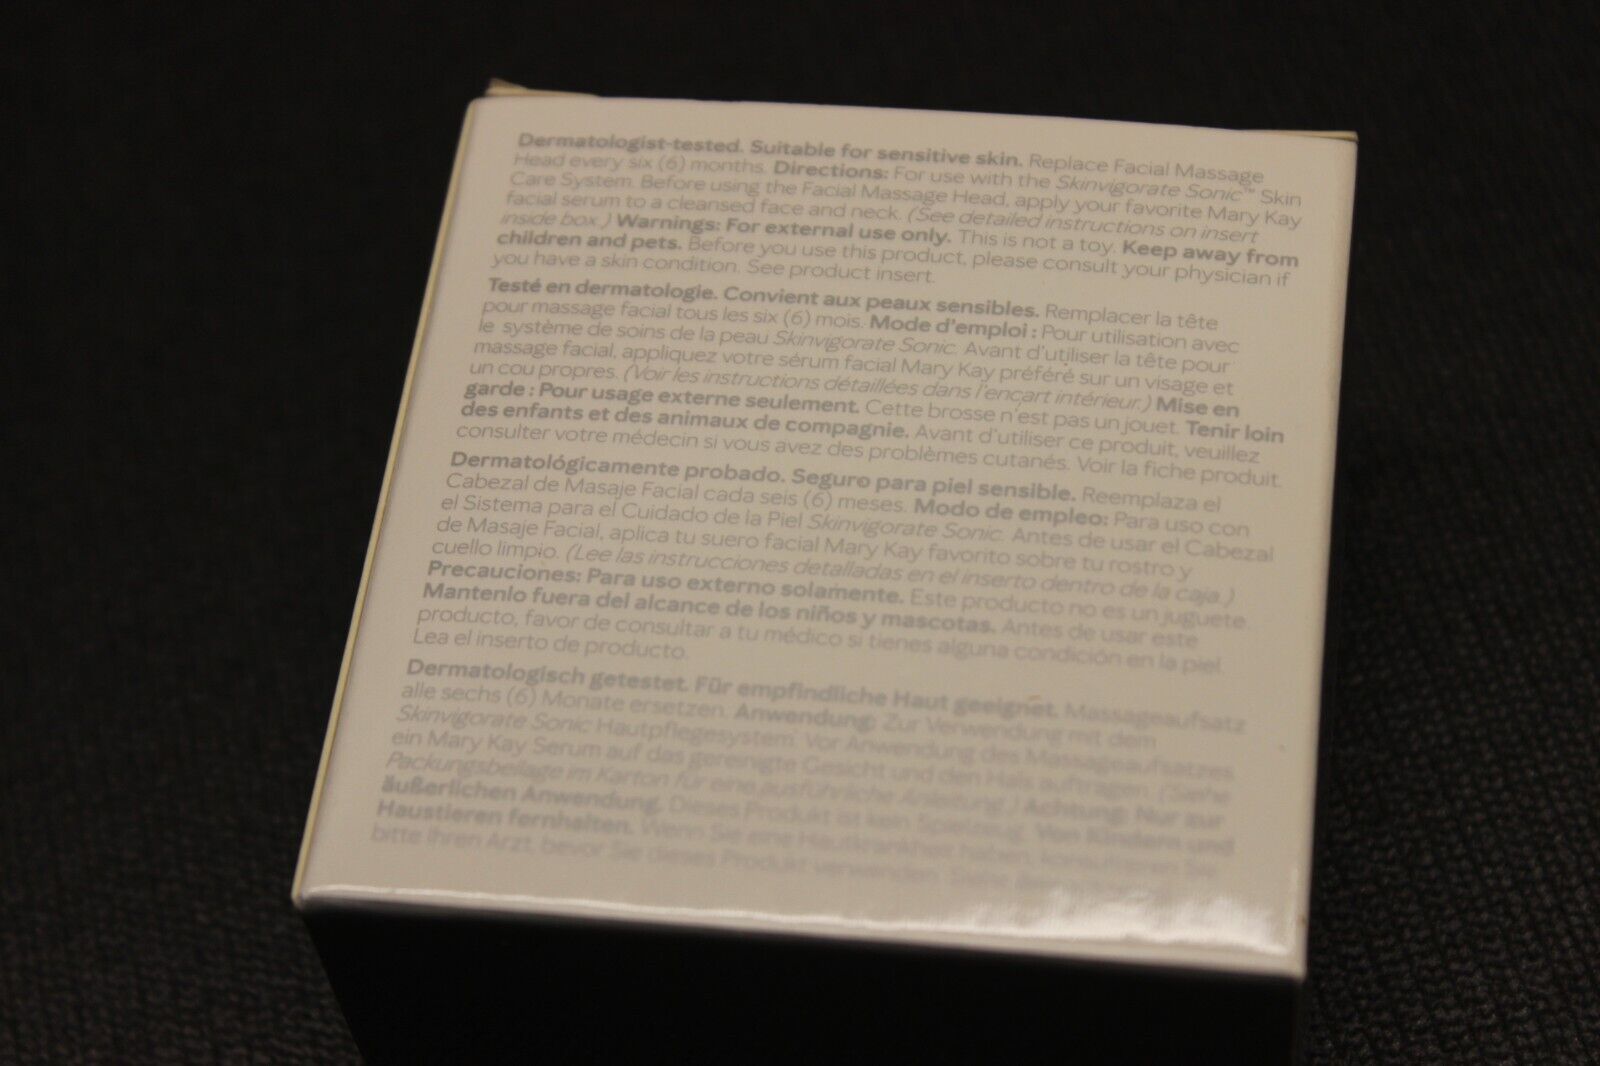 Dermatologist-tested. Suitable for sensitive skin. Replace Facial Massage
Head every six (6) months. Directions: For use with the Skinvigorate Sonic™ Skin
Care System. Before using the Facial Massage Head, apply your favorite Mary Kay
facial serum to a cleansed face and neck. (See detailed instructions on insert
inside box.) Warnings: For external use only. This is not a toy. Keep away from
children and pets. Before you use this product, please consult your physician if
you have a skin condition. See product insert.
Testé en dermatologie. Convient aux peaux sensibles. Remplacer la tête
pour massage facial tous les six (6) mois. Mode d'emploi : Pour utilisation avec
le système de soins de la peau Skinvigorate Sonic. Avant d'utiliser la tête pour
massage facial, appliquez votre sérum facial Mary Kay préféré sur un visage et
un cou propres. (Voir les instructions détaillées dans l'encart intérieur.) Mise en
garde : Pour usage externe seulement. Cette brosse n'est pas un jouet. Tenir loin
des enfants et des animaux de compagnie. Avant d'utiliser ce produit, veuillez
consulter votre médecin si vous avez des problèmes cutanés. Voir la fiche produit.
Dermatológicamente probado. Seguro para piel sensible. Reemplaza el
Cabezal de Masaje Facial cada seis (6) meses. Modo de empleo: Para uso con
el Sistema para el Cuidado de la Piel Skinvigorate Sonic. Antes de usar el Cabezal
de Masaje Facial, aplica tu suero facial Mary Kay favorito sobre tu rostro y
cuello limpio. (Lee las instrucciones detalladas en el inserto dentro de la caja.)
Precauciones: Para uso externo solamente. Este producto no es un juguete.
Mantenlo fuera del alcance de los niños y mascotas. Antes de usar este
producto, favor de consultar a tu médico si tienes alguna condición en la piel.
Lea el inserto de producto.
Dermatologisch getestet. Für empfindliche Haut geeignet. Massageaufsatz
alle sechs (6) Monate ersetzen. Anwendung: Zur Verwendung mit dem
Skinvigorate Sonic Hautpflegesystem. Vor Anwendung des Massageaufsatzes
ein Mary Kay Serum auf das gereinigte Gesicht und den Hals auftragen. (Siehe
Packungsbeilage im Karton für eine ausführliche Anleitung.) Achtung: Nur zur
äußerlichen Anwendung. Dieses Produkt ist kein Spielzeug. Von Kindern und
Haustieren fernhalten. Wenn Sie eine Hautkrankheit haben, konsultieren Sie
bitte Ihren Arzt, bevor Sie dieses Produkt verwenden. Siehe